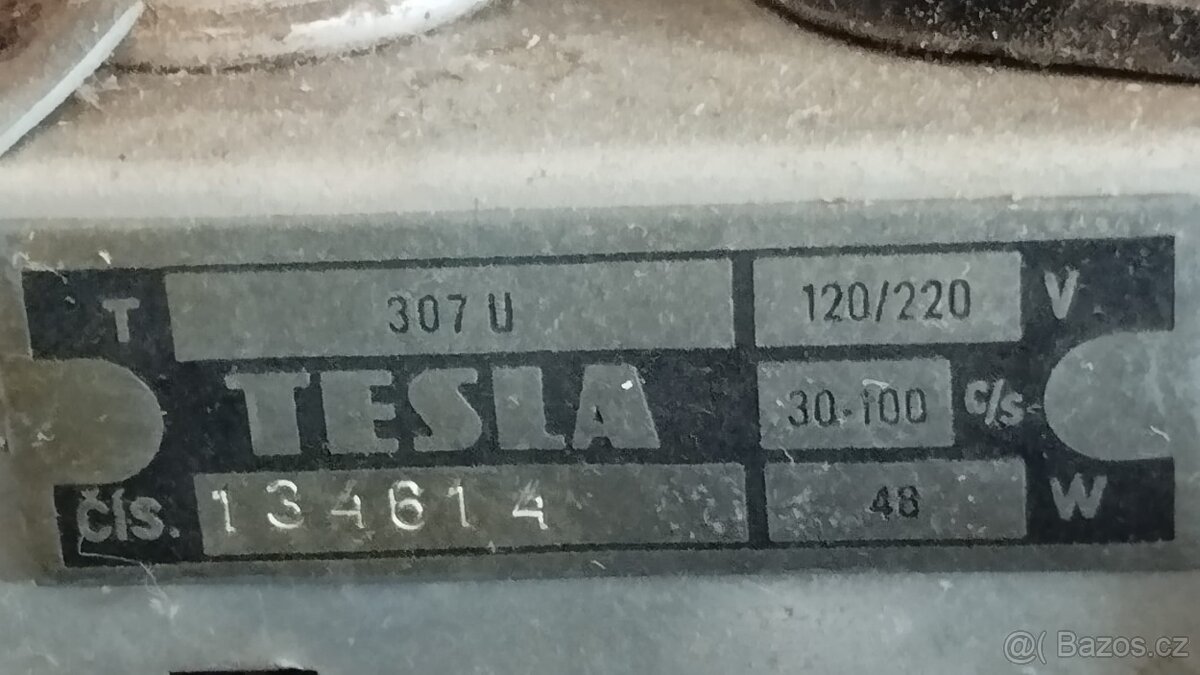 T 307 U 120/220 V
TESLA 30-100 c/s
čís. 134614 48 W
@( Bazos.cz